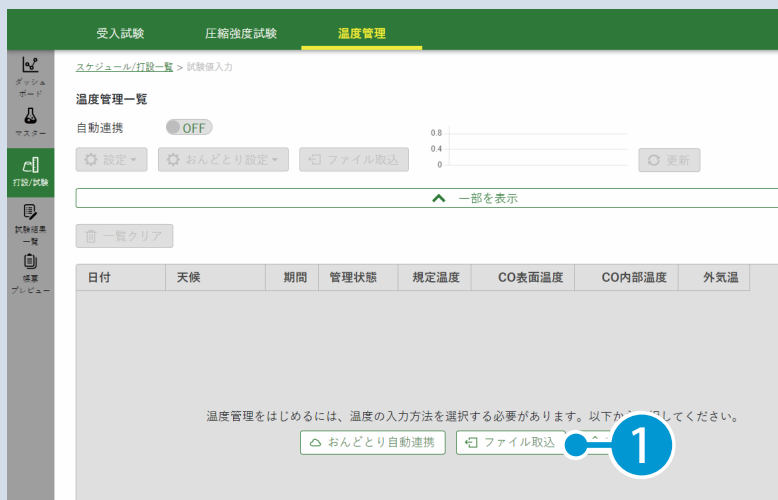 受入試験 圧縮強度試験 温度管理
ダッシュ
ボード
マスター
打設/試験
試験結果
一覧
帳票
プレビュー
スケジュール/打設一覧 > 試験値入力
温度管理一覧
自動連携 OFF
設定 おんどとり設定 ファイル取込
0.8
0.4
0
更新
一部を表示
一覧クリア
日付 天候 期間 管理状態 規定温度 CO表面温度 CO内部温度 外気温
温度管理をはじめるには、温度の入力方法を選択する必要があります。以下から してください。
おんどとり自動連携 ファイル取込
1